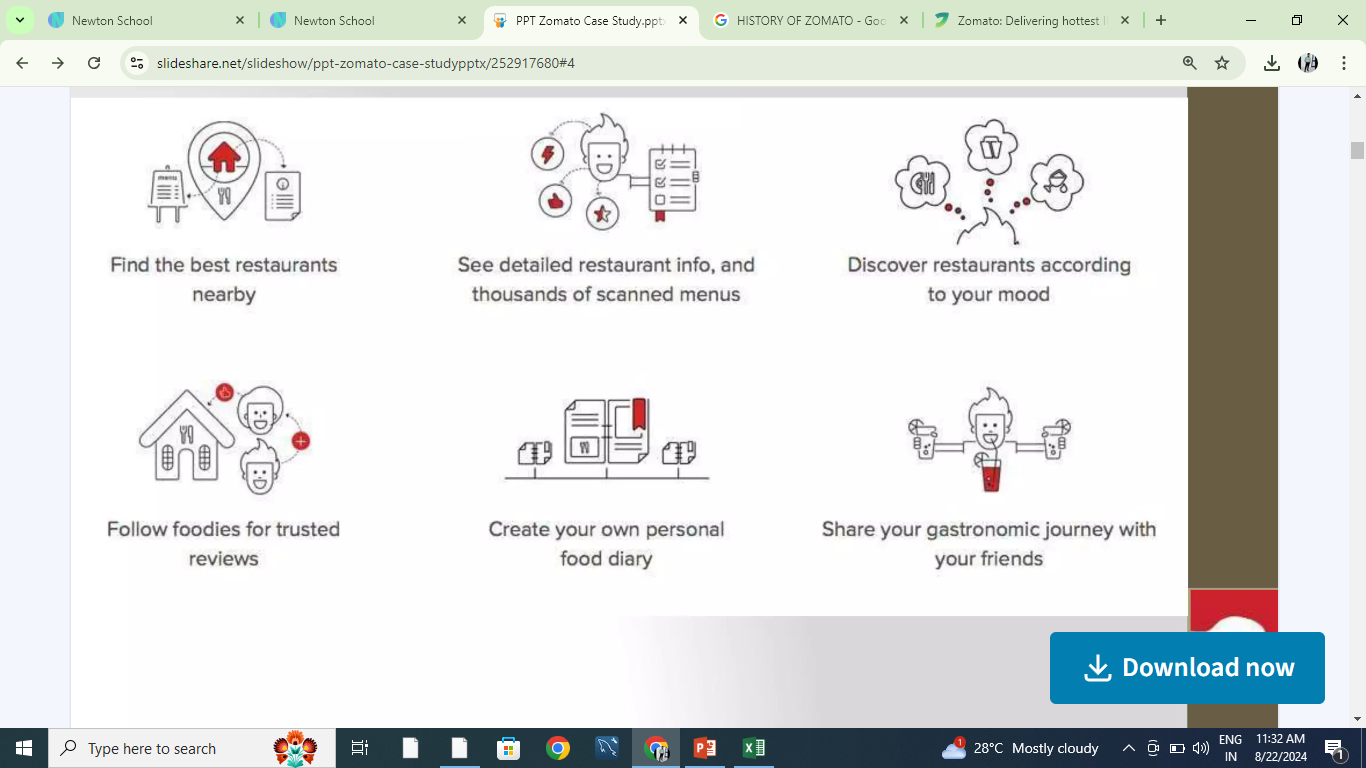 Newton School
Newton School
PPT Zomato Case Study.ppt
HISTORY OF ZOMATO - Goo
Zomato: Delivering hottest
slideshare.net/slideshow/ppt-zomato-case-studypptx/252917680#4
menu
Find the best restaurants
nearby
See detailed restaurant info, and
thousands of scanned menus
Discover restaurants according
to your mood
Follow foodies for trusted
reviews
Create your own personal
food diary
Share your gastronomic journey with
your friends
Download now
Type here to search
1
28°C Mostly cloudy
ENG
IN
11:32 AM
8/22/2024
1